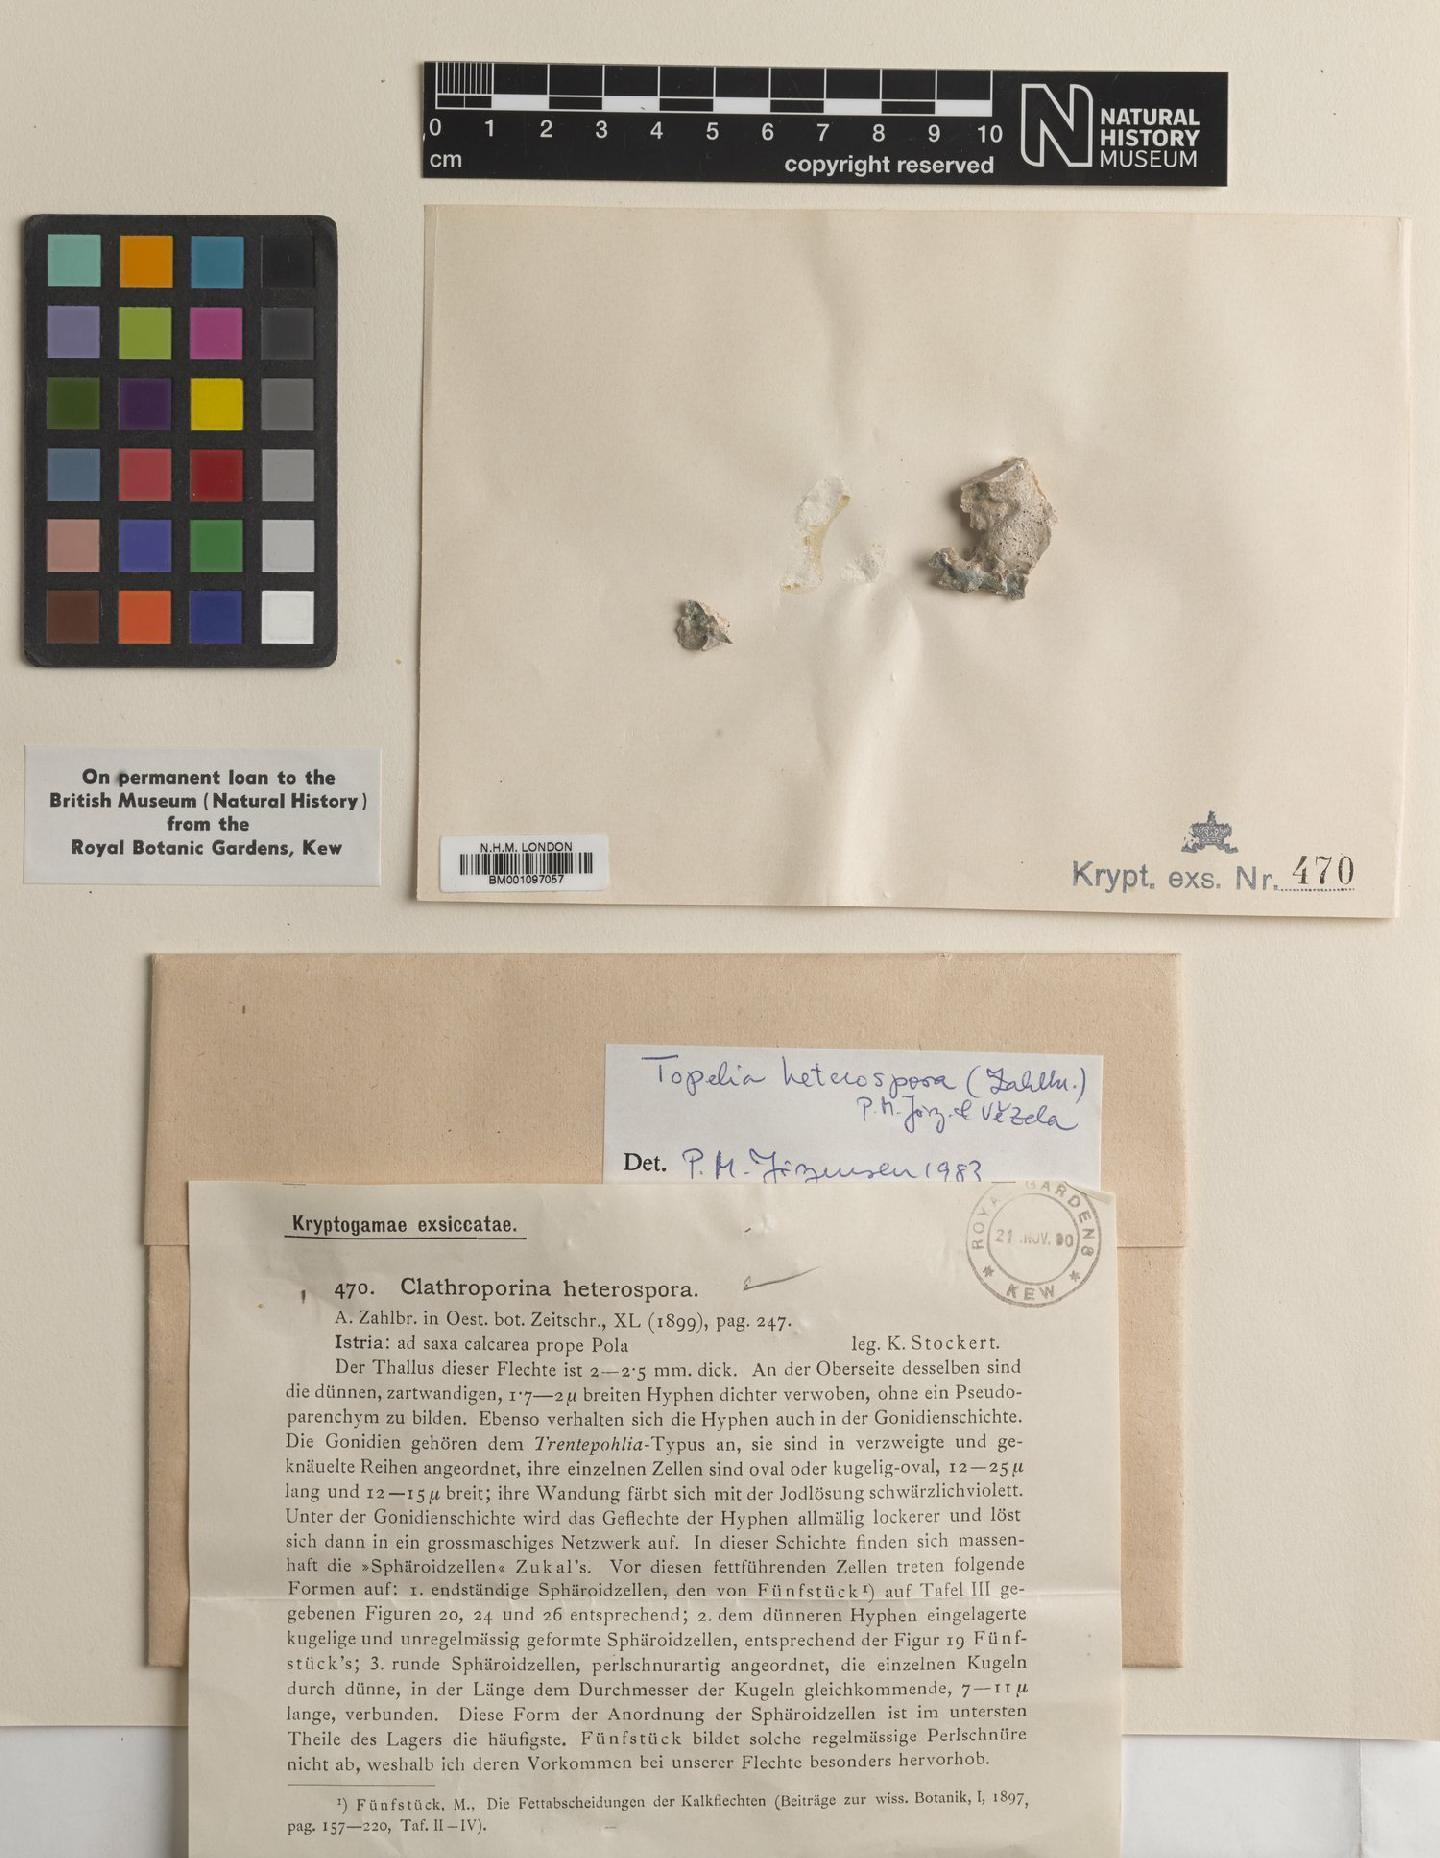 0 1 2 3 4 5 6 7 8 9 10
cm
copyright reserved
NATURAL
HISTORY
MUSEUM
On permanent loan to the
British Museum (Natural History)
from the
Royal Botanic Gardens, Kew
N.H.M. LONDON
BM001097057
Krypt. exs. Nr. 470
Topelia heterospora (Zahlbr.)
P.M. Jörg. & Vězda
Det. P. M. Jörgensen 1983
ROYAL GARDENS
21 NOV. 90
KEW
Kryptogamae exsiccatae.
470. Clathroporina heterospora.
A. Zahlbr. in Oest. bot. Zeitschr., XL (1899), pag. 247.
Istria: ad saxa calcarea prope Pola leg. K. Stockert.
Der Thallus dieser Flechte ist 2—2·5 mm. dick. An der Oberseite desselben sind
die dünnen, zartwandigen, 1·7—2 µ breiten Hyphen dichter verwoben, ohne ein Pseudo-
parenchym zu bilden. Ebenso verhalten sich die Hyphen auch in der Gonidienschichte.
Die Gonidien gehören dem Trentepohlia-Typus an, sie sind in verzweigte und ge-
knäuelte Reihen angeordnet, ihre einzelnen Zellen sind oval oder kugelig-oval, 12—25 µ
lang und 12—15 µ breit; ihre Wandung färbt sich mit der Jodlösung schwärzlichviolett.
Unter der Gonidienschichte wird das Geflechte der Hyphen allmälig lockerer und löst
sich dann in ein grossmaschiges Netzwerk auf. In dieser Schichte finden sich massen-
haft die »Sphäroidzellen« Zukal's. Vor diesen fettführenden Zellen treten folgende
Formen auf: 1. endständige Sphäroidzellen, den von Fünfstück¹) auf Tafel III ge-
gebenen Figuren 20, 24 und 26 entsprechend; 2. dem dünneren Hyphen eingelagerte
kugelige und unregelmässig geformte Sphäroidzellen, entsprechend der Figur 19 Fünf-
stück's; 3. runde Sphäroidzellen, perlschnurartig angeordnet, die einzelnen Kugeln
durch dünne, in der Länge dem Durchmesser der Kugeln gleichkommende, 7—11 µ
lange, verbunden. Diese Form der Anordnung der Sphäroidzellen ist im untersten
Theile des Lagers die häufigste. Fünfstück bildet solche regelmässige Perlschnüre
nicht ab, weshalb ich deren Vorkommen bei unserer Flechte besonders hervorhob.
¹) Fünfstück, M., Die Fettabscheidungen der Kalkflechten (Beiträge zur wiss. Botanik, I, 1897,
pag. 157—220, Taf. II—IV).